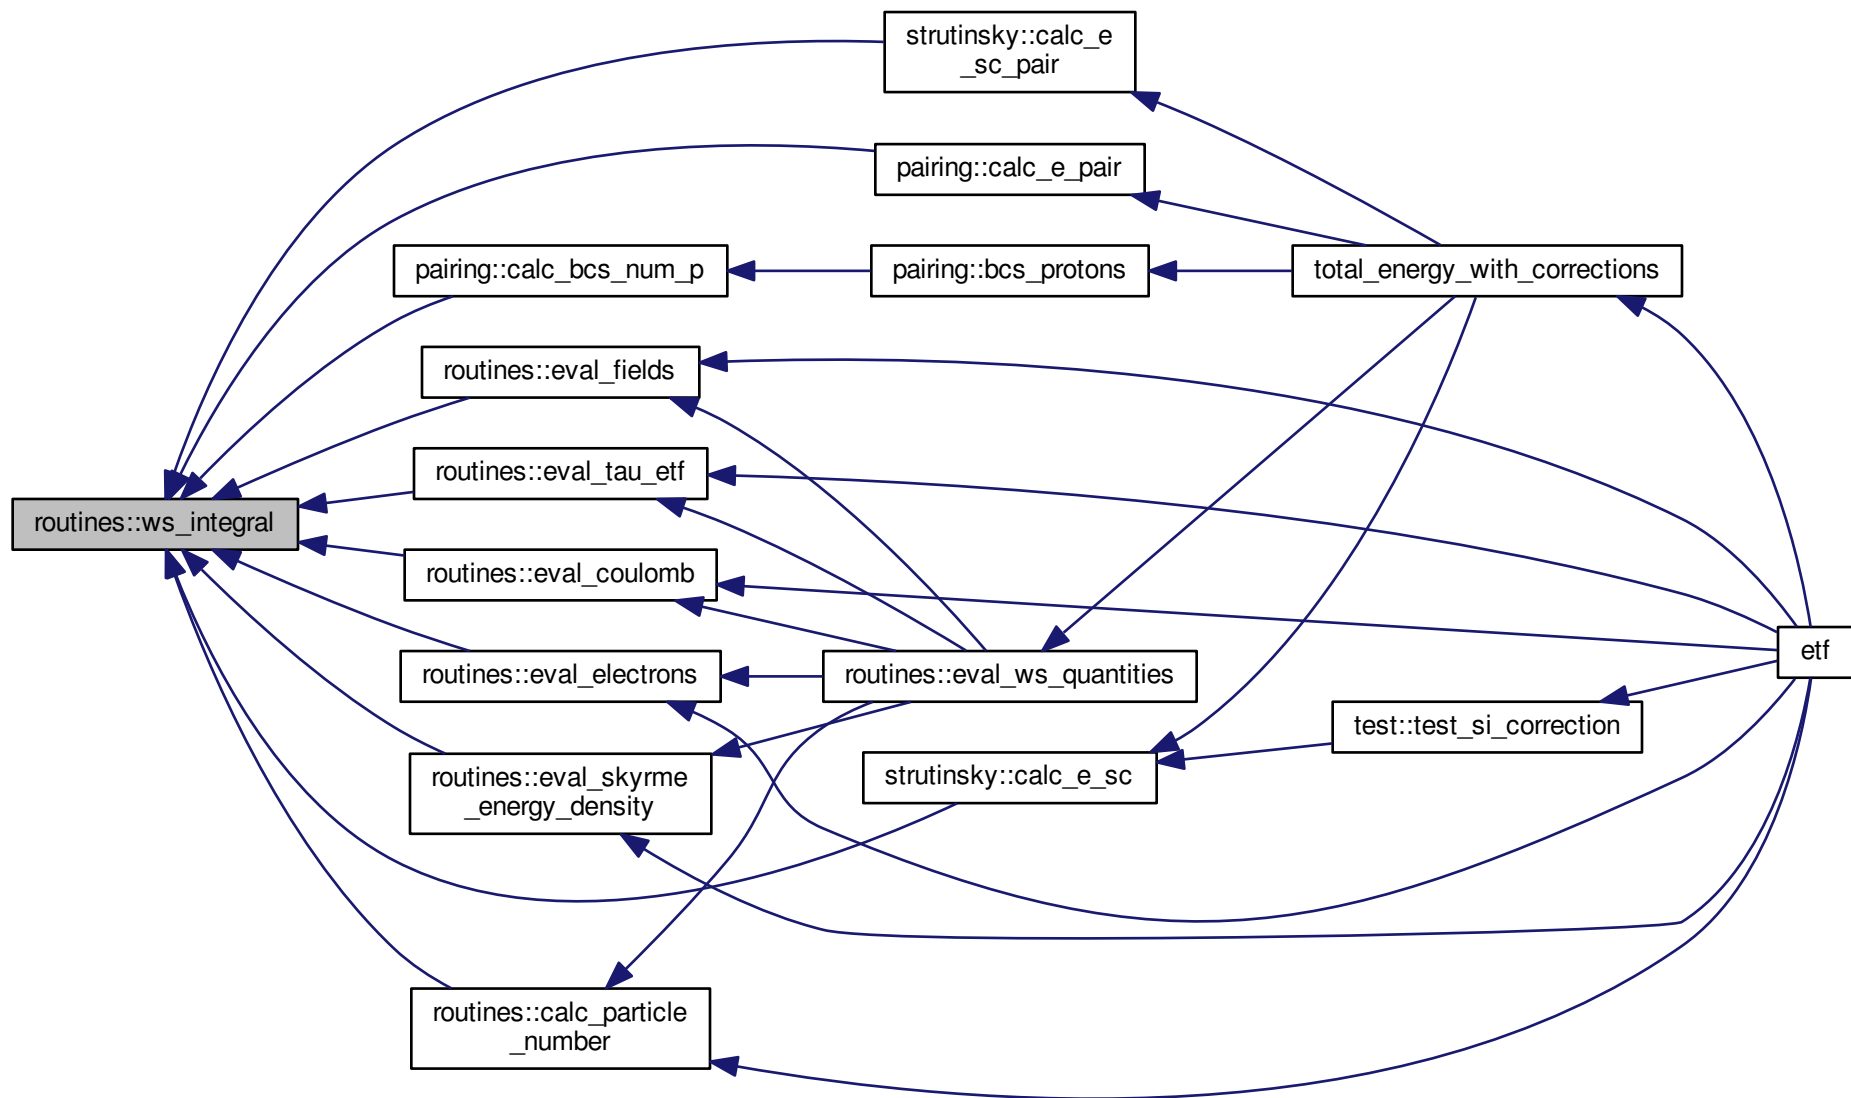 strutinsky::calc_e
_sc_pair
pairing::calc_e_pair
pairing::calc_bcs_num_p
pairing::bcs_protons
total_energy_with_corrections
routines::eval_fields
routines::eval_tau_etf
routines::ws_integral
routines::eval_coulomb
etf
routines::eval_electrons
routines::eval_ws_quantities
test::test_si_correction
routines::eval_skyrme
_energy_density
strutinsky::calc_e_sc
routines::calc_particle
_number